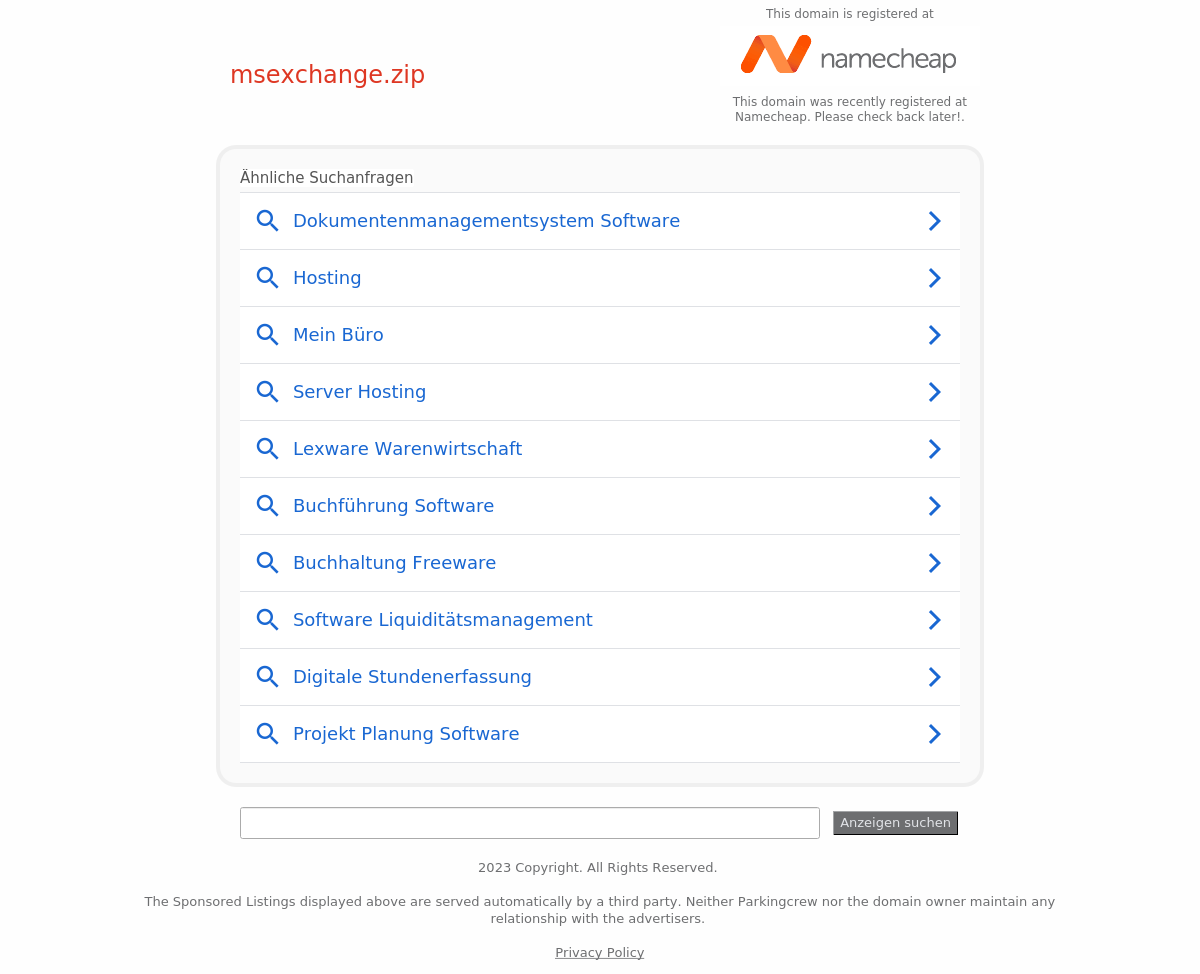 This domain is registered at
namecheap
msexchange.zip
This domain was recently registered at
Namecheap. Please check back later!.
Ähnliche Suchanfragen
Dokumentenmanagementsystem Software
Hosting
Mein Büro
Server Hosting
Lexware Warenwirtschaft
Buchführung Software
Buchhaltung Freeware
Software Liquiditätsmanagement
Digitale Stundenerfassung
Projekt Planung Software
Anzeigen suchen
2023 Copyright. All Rights Reserved.
The Sponsored Listings displayed above are served automatically by a third party. Neither Parkingcrew nor the domain owner maintain any
relationship with the advertisers.
Privacy Policy